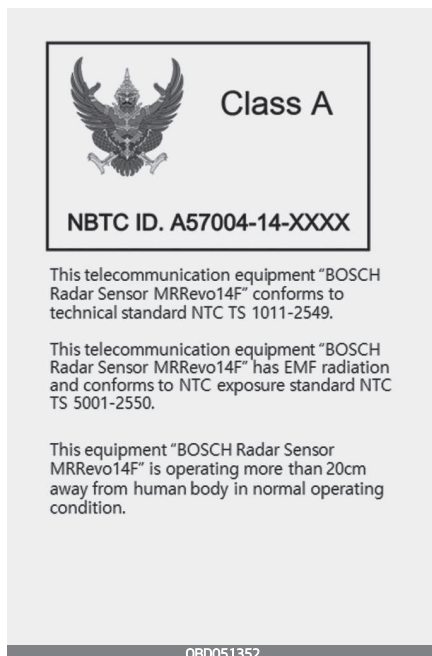 Class A
NBTC ID. A57004-14-XXXX
This telecommunication equipment “BOSCH
Radar Sensor MRRevo14F” conforms to
technical standard NTC TS 1011-2549.
This telecommunication equipment “BOSCH
Radar Sensor MRRevo14F” has EMF radiation
and conforms to NTC exposure standard NTC
TS 5001-2550.
This equipment “BOSCH Radar Sensor
MRRevo14F” is operating more than 20cm
away from human body in normal operating
condition.
OBD051352